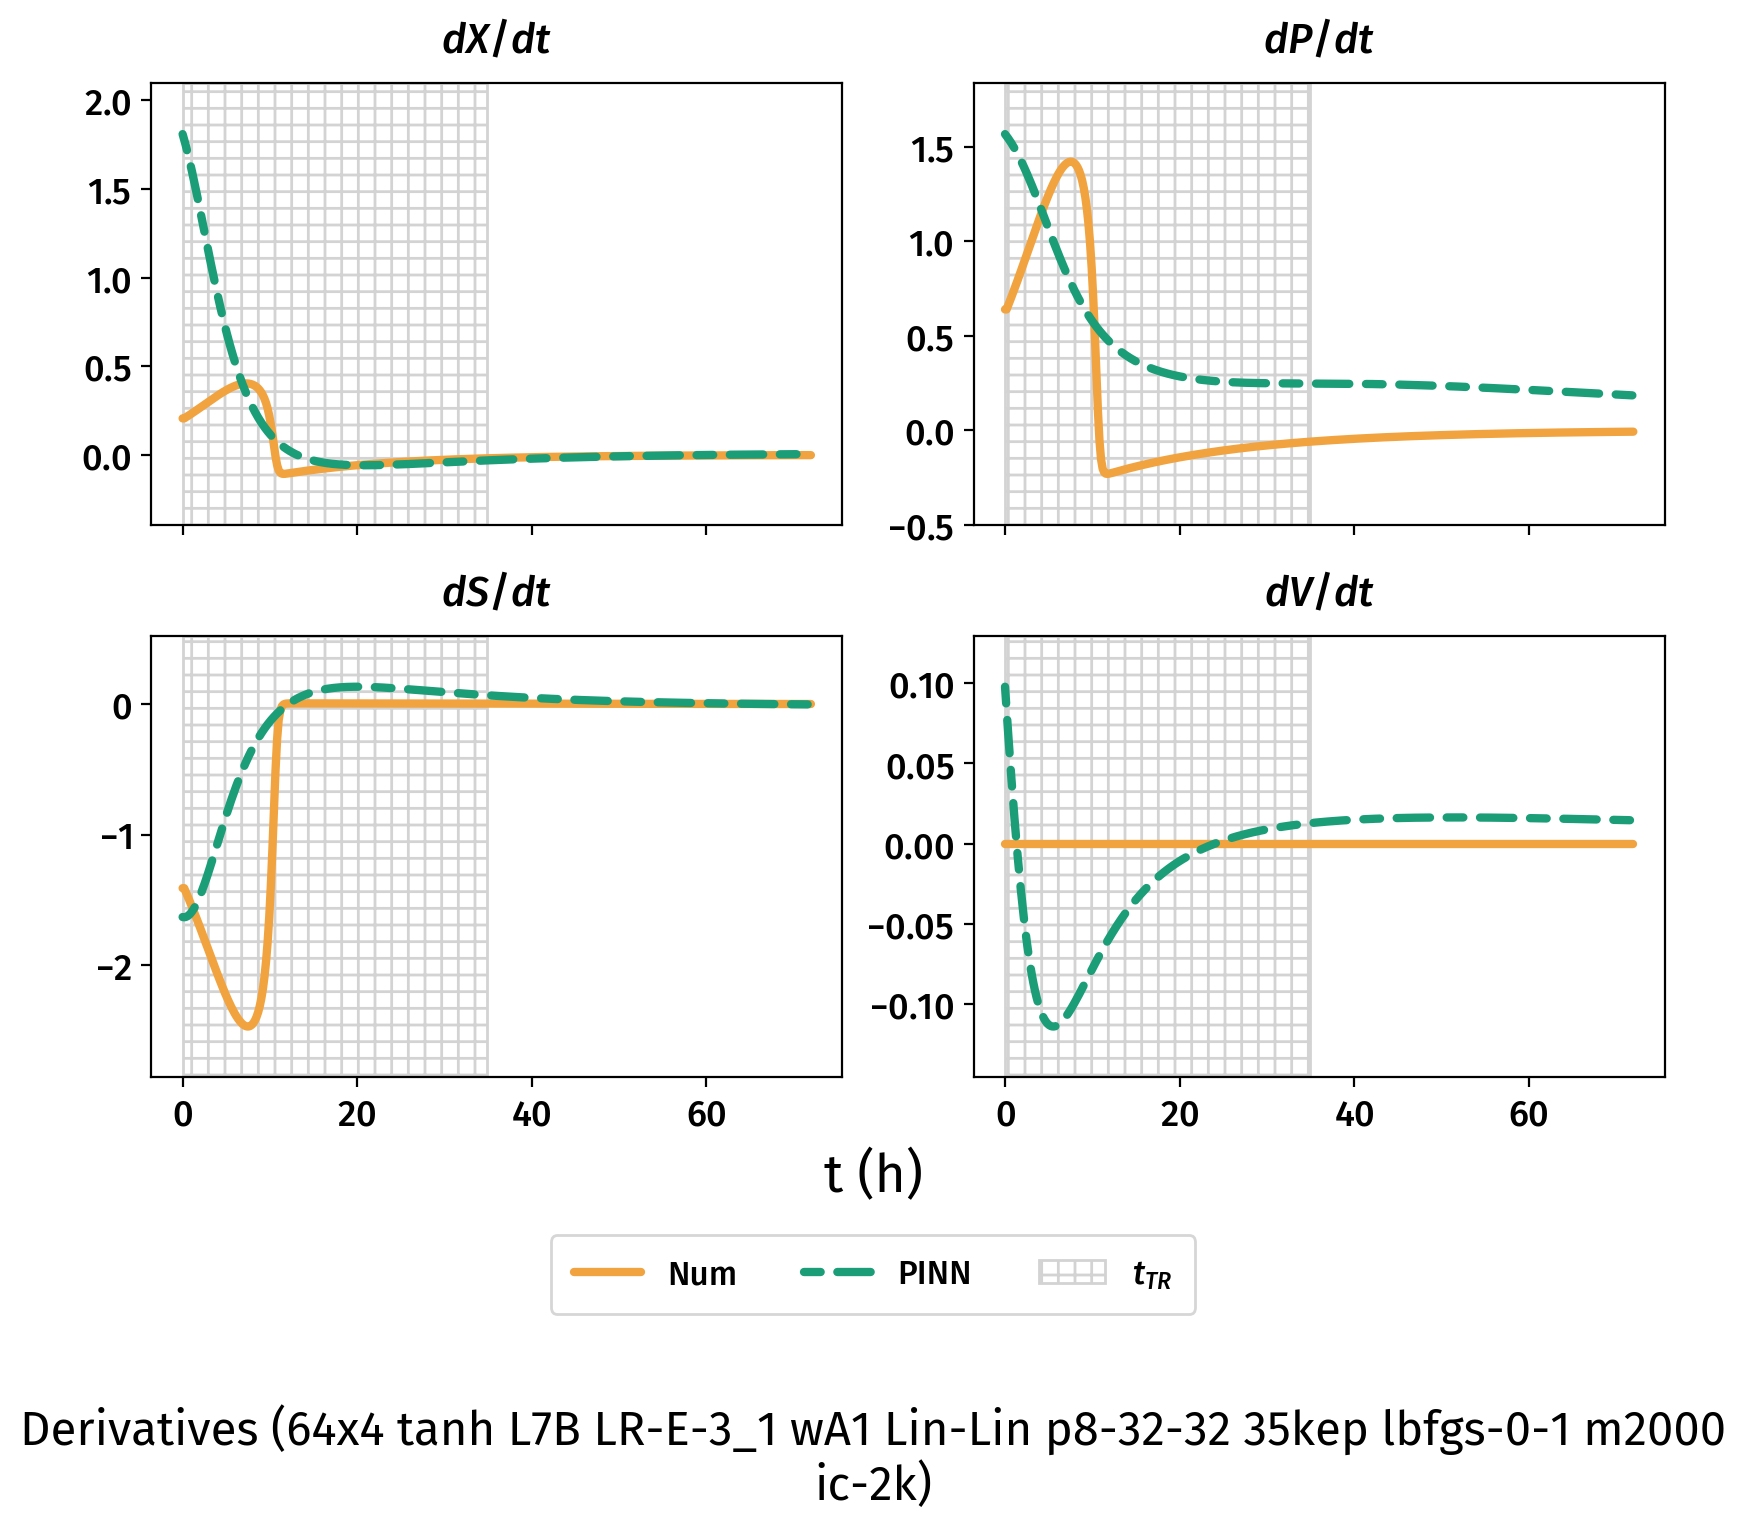 dX/dt
dP/dt
2.0
1.5
1.0
0.5
0.0
1.5
1.0
0.5
0.0
−0.5
dS/dt
dV/dt
0
−1
−2
0.10
0.05
0.00
−0.05
−0.10
0 20 40 60
0 20 40 60
t (h)
Num PINN tTR
Derivatives (64x4 tanh L7B LR-E-3_1 wA1 Lin-Lin p8-32-32 35kep lbfgs-0-1 m2000
ic-2k)